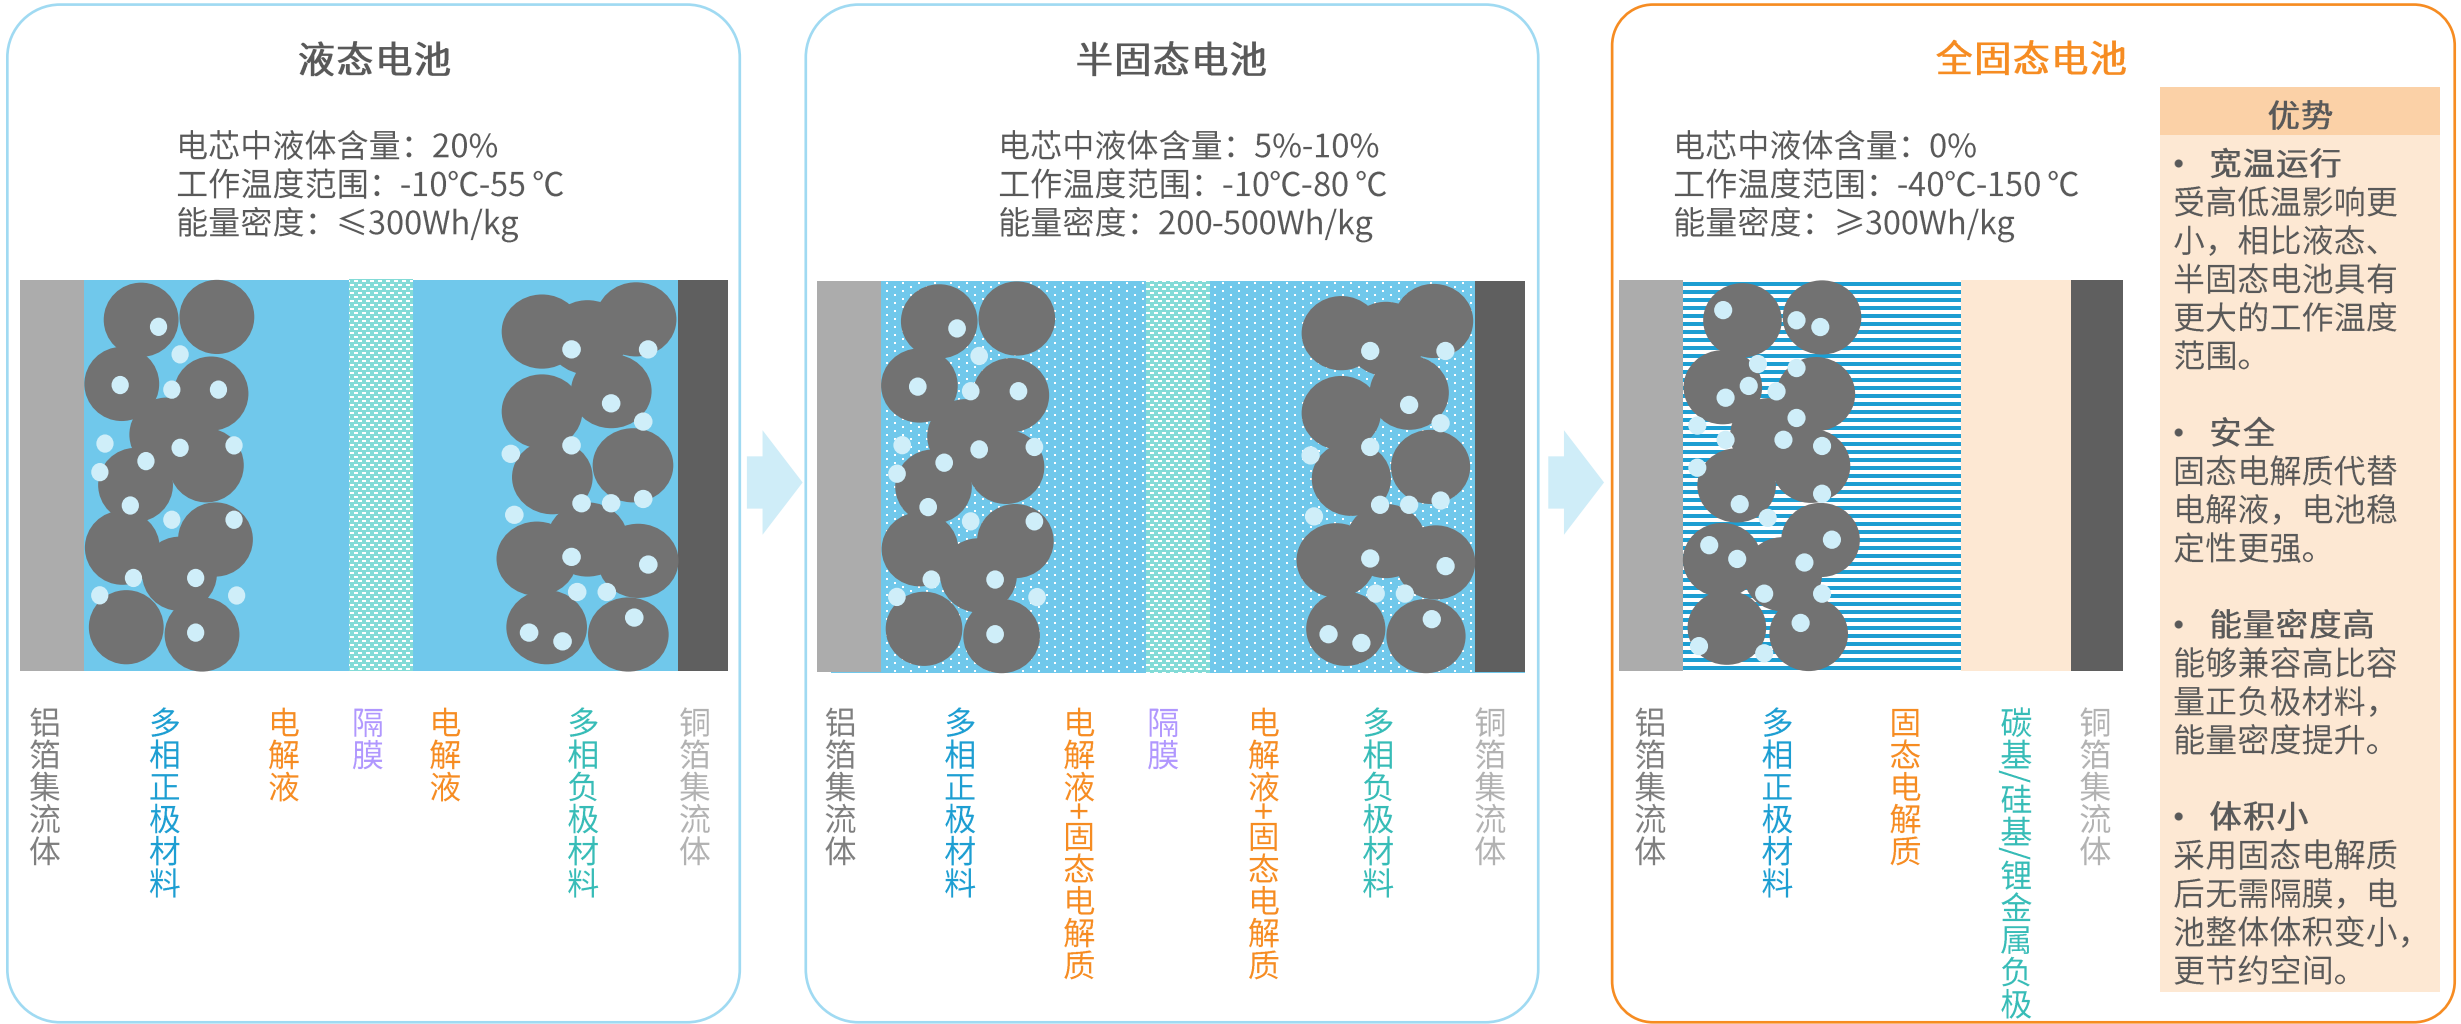 液态电池
电芯中液体含量：20%
工作温度范围：-10℃-55 ℃
能量密度：≤300Wh/kg
铝箔集流体
多相正极材料
电解液
隔膜
电解液
多相负极材料
铜箔集流体
半固态电池
电芯中液体含量：5%-10%
工作温度范围：-10℃-80 ℃
能量密度：200-500Wh/kg
铝箔集流体
多相正极材料
电解液+固态电解质
隔膜
电解液+固态电解质
多相负极材料
铜箔集流体
全固态电池
电芯中液体含量：0%
工作温度范围：-40℃-150 ℃
能量密度：≥300Wh/kg
铝箔集流体
多相正极材料
固态电解质
碳基/硅基/锂金属负极
铜箔集流体
优势
• 宽温运行
受高低温影响更
小，相比液态、
半固态电池具有
更大的工作温度
范围。
• 安全
固态电解质代替
电解液，电池稳
定性更强。
• 能量密度高
能够兼容高比容
量正负极材料，
能量密度提升。
• 体积小
采用固态电解质
后无需隔膜，电
池整体体积变小，
更节约空间。